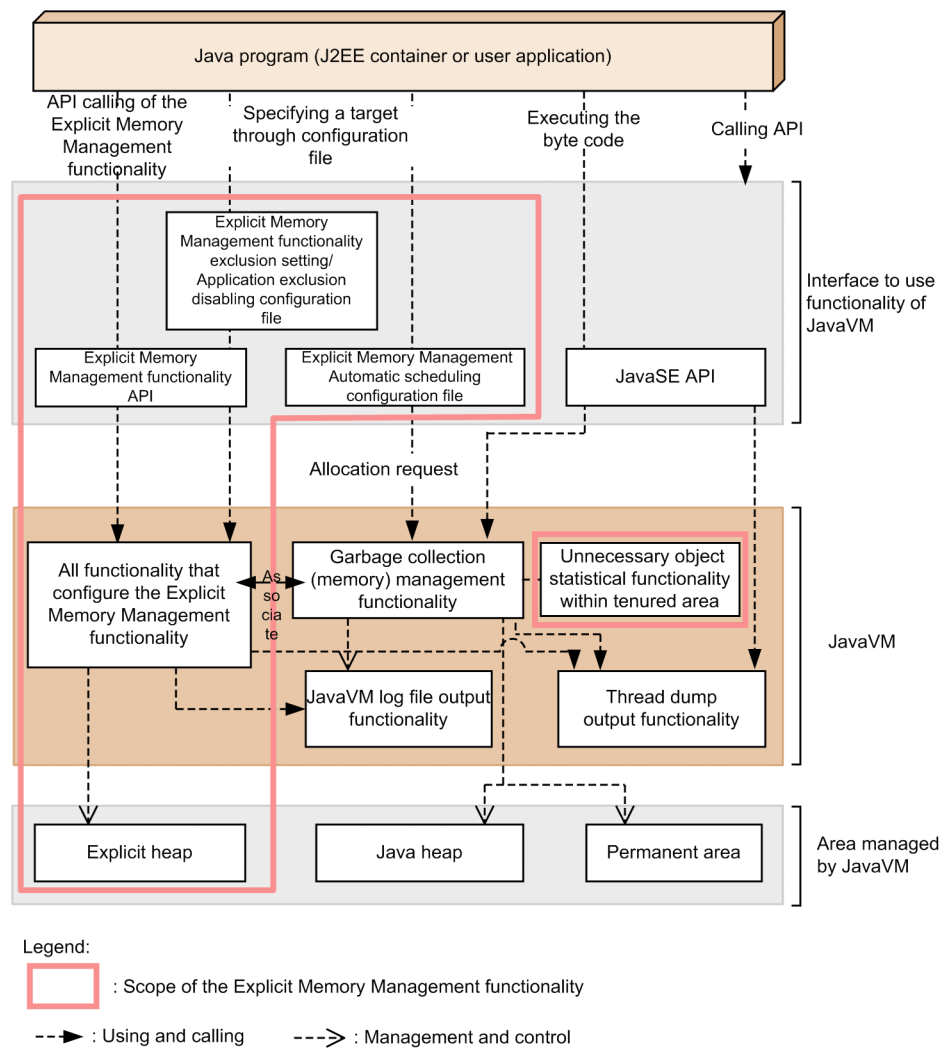 Java program (J2EE container or user application)
API calling of the
Explicit Memory
Management
functionality
Specifying a target
through configuration
file
Executing the
byte code
Calling API
Explicit Memory
Management functionality
exclusion setting/
Application exclusion
disabling configuration
file
Interface to use
functionality of
JavaVM
Explicit Memory
Management functionality
API
Explicit Memory Management
Automatic scheduling
configuration file
JavaSE API
Allocation request
All functionality that
configure the Explicit
Memory Management
functionality
As
so
cia
te
Garbage collection
(memory) management
functionality
Unnecessary object
statistical functionality
within tenured area
JavaVM
JavaVM log file output
functionality
Thread dump
output functionality
Explicit heap
Java heap
Permanent area
Area managed
by JavaVM
Legend:
: Scope of the Explicit Memory Management functionality
: Using and calling
: Management and control